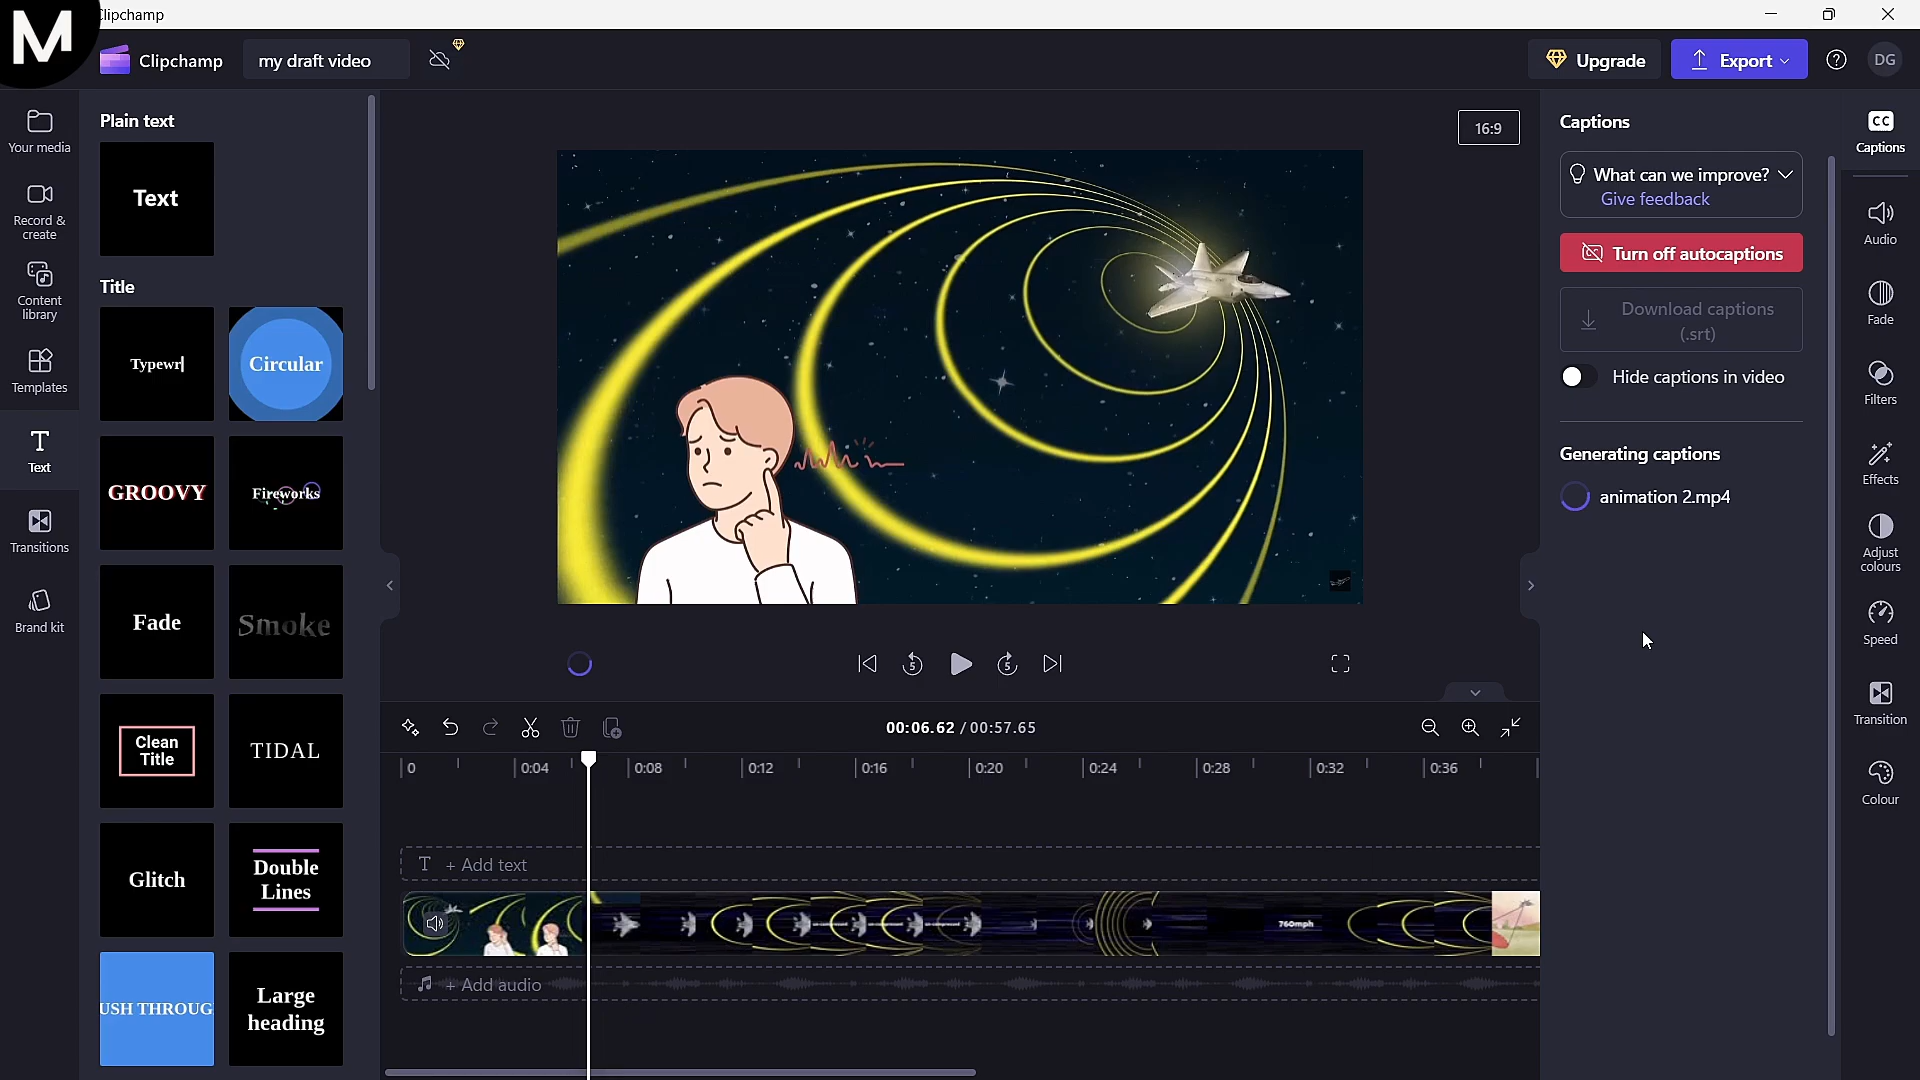 M
Clipchamp
Clipchamp
my draft video
Upgrade
Export
DG
Your media
Record &
create
Content
library
Templates
Text
Transitions
Brand kit
Plain text
Text
Title
Typewr
Circular
GROOVY
Fireworks
Fade
Smoke
Clean
Title
TIDAL
Glitch
Double
Lines
USH THROUG
Large
heading
16:9
5
5
00:06.62 / 00:57.65
0
0:04
0:08
0:12
0:16
0:20
0:24
0:28
0:32
0:36
T + Add text
760mph
+ Add audio
Captions
What can we improve?
Give feedback
Turn off autocaptions
Download captions
(.srt)
Hide captions in video
Generating captions
animation 2.mp4
CC
Captions
Audio
Fade
Filters
Effects
Adjust
colours
Speed
Transition
Colour